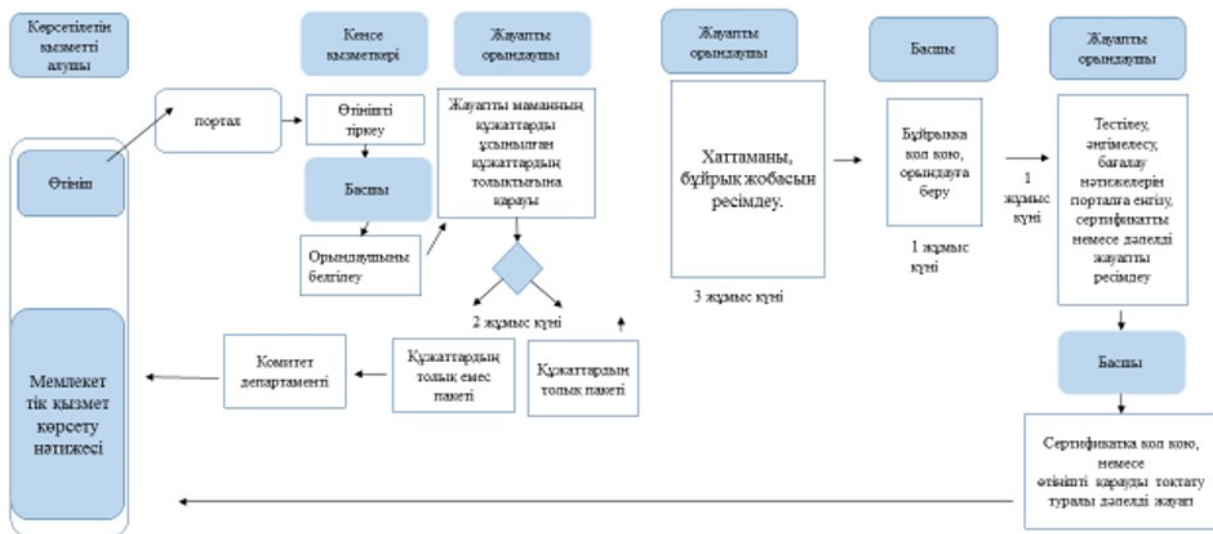 Көрсетілетін
қызметті
алушы
Кеңсе
қызметкері
Жауапты
орындаушы
Жауапты
орындаушы
Басшы
Жауапты
орындаушы
Өтініш
портал
Өтінішті
тіркеу
Басшы
Орындаушыны
белгілеу
Жауапты маманның
құжаттарды
ұсынылған
құжаттардың
толықтығына
қарауы
2 жұмыс күні
Құжаттардың
толық емес
пакеті
Құжаттардың
толық пакеті
Комитет
департаменті
Мемлекет
тік қызмет
көрсету
нәтижесі
Хаттаманы,
бұйрық жобасын
ресімдеу.
3 жұмыс күні
Бұйрыққа
қол қою,
орындауға
беру
1 жұмыс
күні
1
жұмыс
күні
Тестілеу,
әңгімелесу,
бағалау
нәтижелерін
порталға енгізу,
сертификатты
немесе дәлелді
жауапты
ресімдеу
Басшы
Сертификатқа қол қою,
немесе
өтінішті қарауды тоқтату
туралы дәлелді жауап